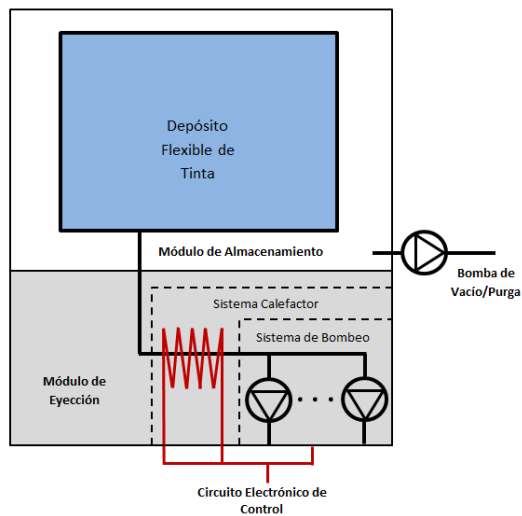 Depósito
Flexible de
Tinta
Módulo de Almacenamiento
Bomba de
Vacío/Purga
Sistema Calefactor
Sistema de Bombeo
Módulo de
Eyección
Circuito Electrónico de
Control